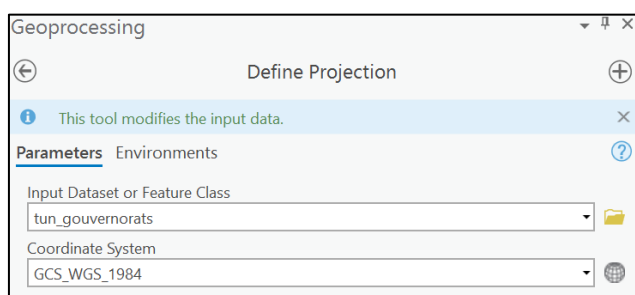 Geoprocessing
Define Projection
This tool modifies the input data.
Parameters Environments
Input Dataset or Feature Class
tun_gouvernorats
Coordinate System
GCS_WGS_1984